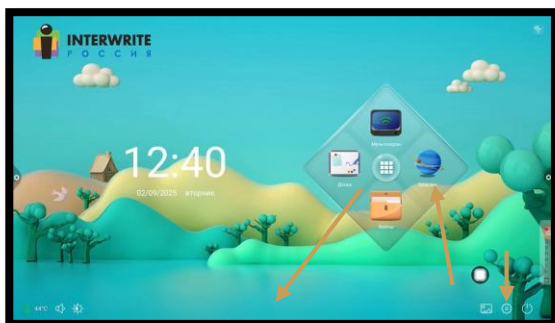 INTERWRITE
РОССИЯ
12:40
02/09/2025 вторник
Мультиэкран
Доска
Браузер
Файлы
44°C